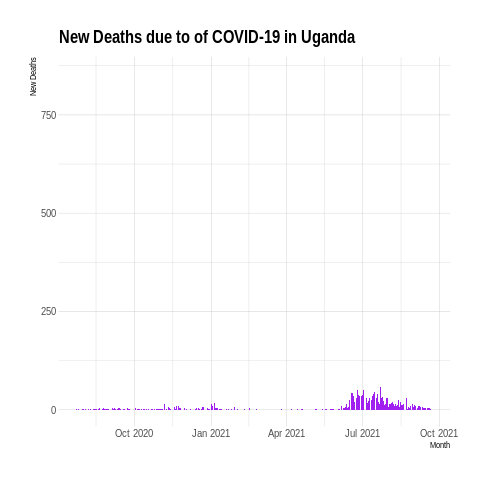 New Deaths due to of COVID-19 in Uganda
New Deaths
750
500
250
0
Oct 2020 Jan 2021 Apr 2021 Jul 2021 Oct 2021
Month